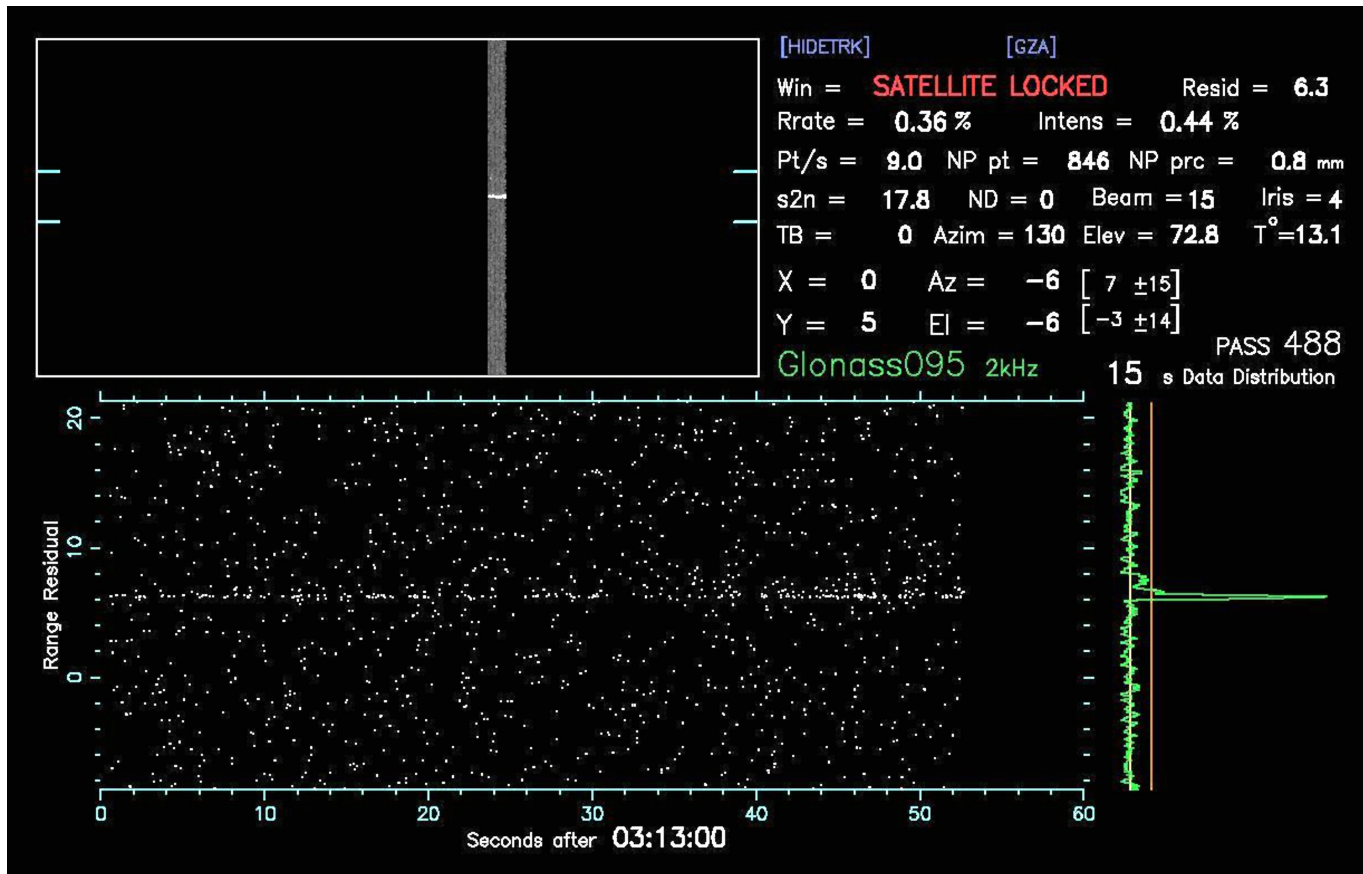 [HIDETRK] [GZA]
Win = SATELLITE LOCKED Resid = 6.3
Rrate = 0.36 % Intens = 0.44 %
Pt/s = 9.0 NP pt = 846 NP prc = 0.8 mm
s2n = 17.8 ND = 0 Beam = 15 Iris = 4
TB = 0 Azim = 130 Elev = 72.8 T°=13.1
X = 0 Az = -6 [ 7 ±15]
Y = 5 El = -6 [-3 ±14]
PASS 488
Glonass095 2kHz
15 s Data Distribution
20
10
0
Range Residual
0 10 20 30 40 50 60
Seconds after 03:13:00